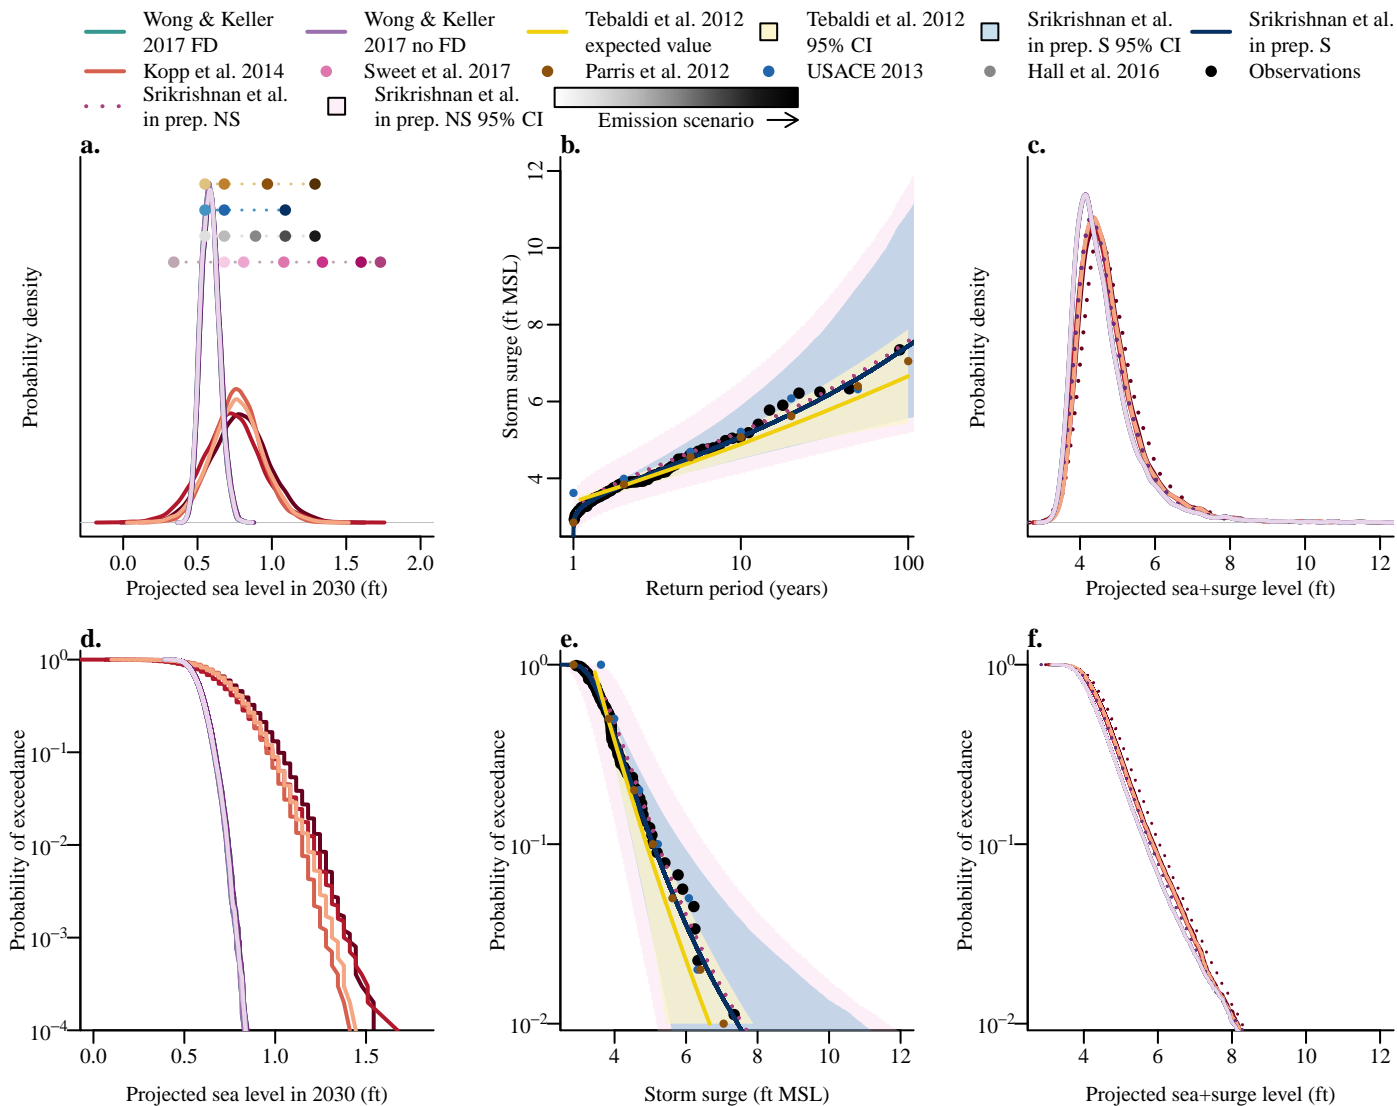 Wong & Keller
2017 FD
Wong & Keller
2017 no FD
Tebaldi et al. 2012
expected value
Tebaldi et al. 2012
95% CI
Srikrishnan et al.
in prep. S 95% CI
Srikrishnan et al.
in prep. S
Kopp et al. 2014
Sweet et al. 2017
Parris et al. 2012
USACE 2013
Hall et al. 2016
Observations
Srikrishnan et al.
in prep. NS
Srikrishnan et al.
in prep. NS 95% CI
Emission scenario
a.
Probability density
0.0 0.5 1.0 1.5 2.0
Projected sea level in 2030 (ft)
b.
Storm surge (ft MSL)
12
10
8
6
4
1 10 100
Return period (years)
c.
Probability density
4 6 8 10 12
Projected sea+surge level (ft)
d.
Probability of exceedance
10^0
10^-1
10^-2
10^-3
10^-4
0.0 0.5 1.0 1.5
Projected sea level in 2030 (ft)
e.
Probability of exceedance
10^0
10^-1
10^-2
4 6 8 10 12
Storm surge (ft MSL)
f.
Probability of exceedance
10^0
10^-1
10^-2
4 6 8 10 12
Projected sea+surge level (ft)